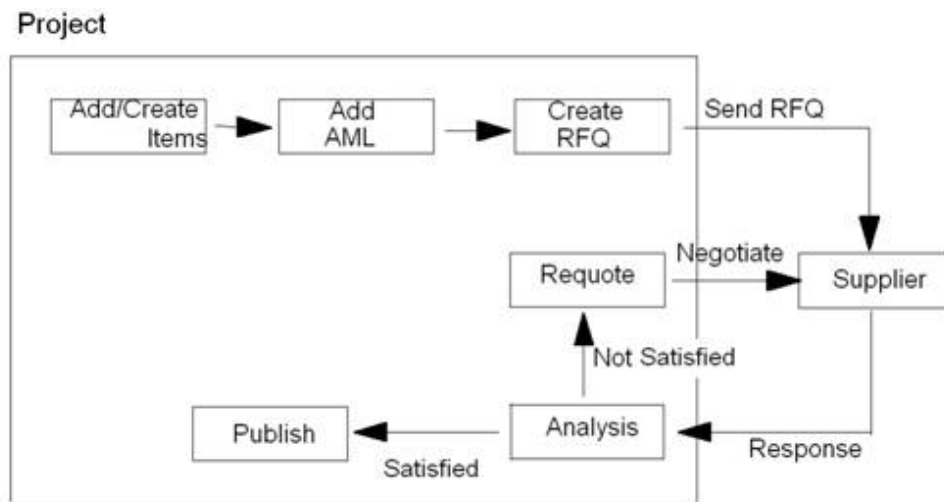 Project
Add/Create
Items
Add
AML
Create
RFQ
Send RFQ
Requote
Negotiate
Supplier
Not Satisfied
Publish
Satisfied
Analysis
Response